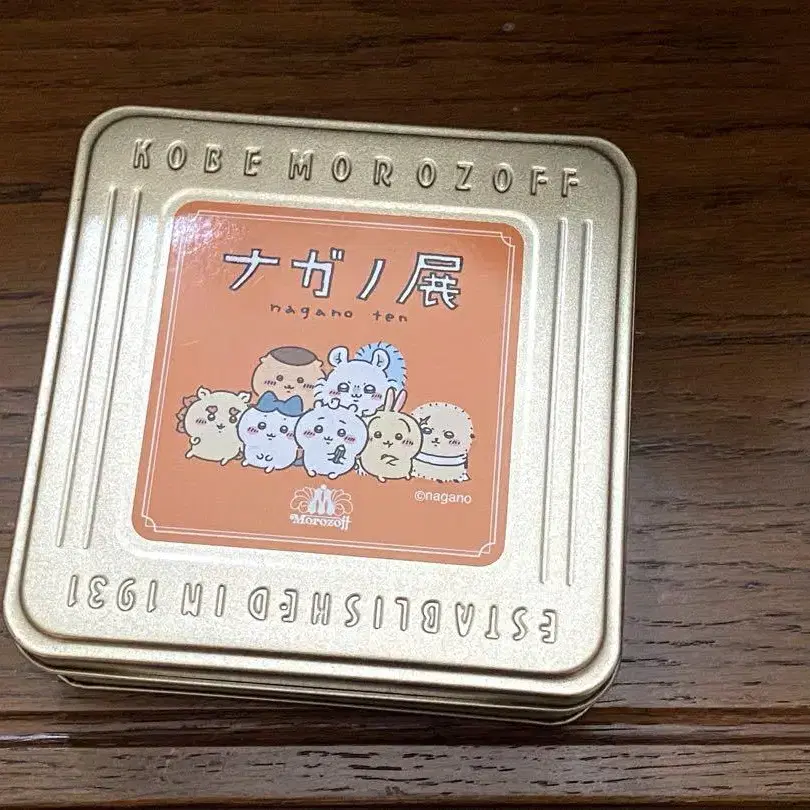 KOBE MOROZOFF
ナガノ展
nagano ten
©nagano
Morozoff
ESTABLISHED IN 1931